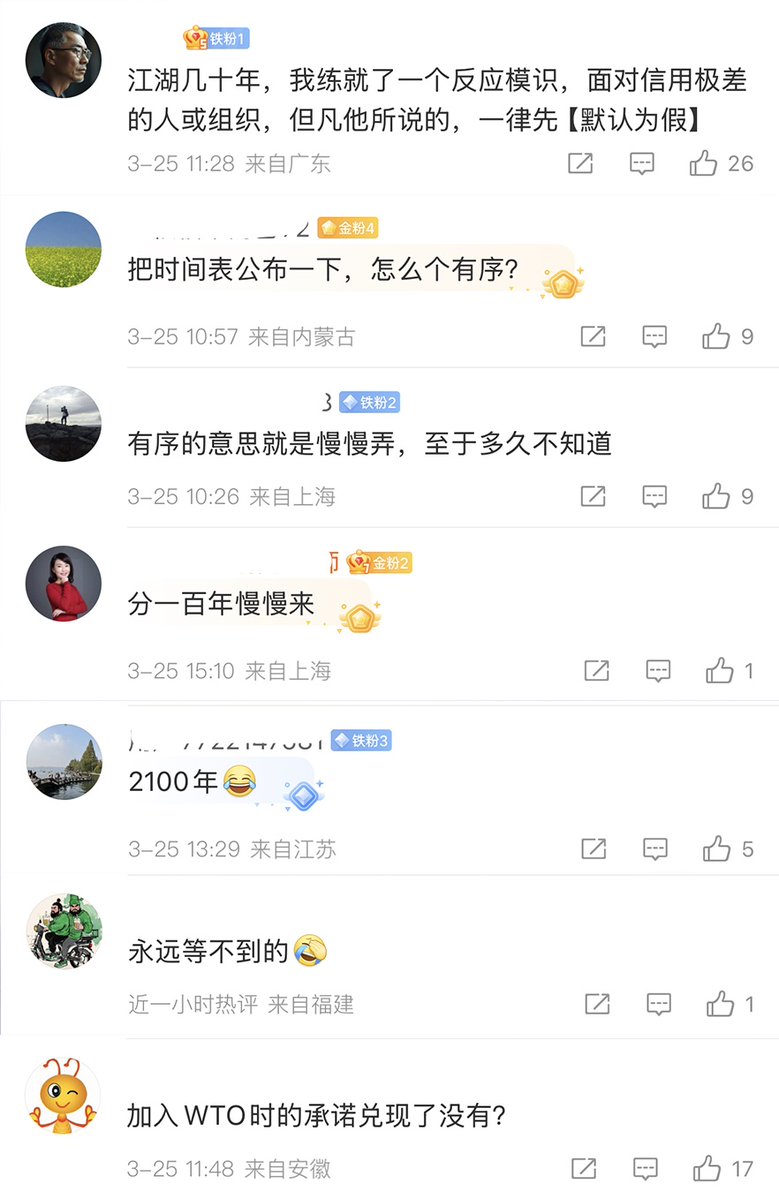 铁粉1
江湖几十年，我练就了一个反应模识，面对信用极差
的人或组织，但凡他所说的，一律先【默认为假】
3-25 11:28 来自广东 26
金粉4
把时间表公布一下，怎么个有序？
3-25 10:57 来自内蒙古 9
铁粉2
有序的意思就是慢慢弄，至于多久不知道
3-25 10:26 来自上海 9
金粉2
分一百年慢慢来
3-25 15:10 来自上海 1
铁粉3
2100年😂
3-25 13:29 来自江苏 5
永远等不到的🤣
近一小时热评 来自福建 1
加入WTO时的承诺兑现了没有？
3-25 11:48 来自安徽 17